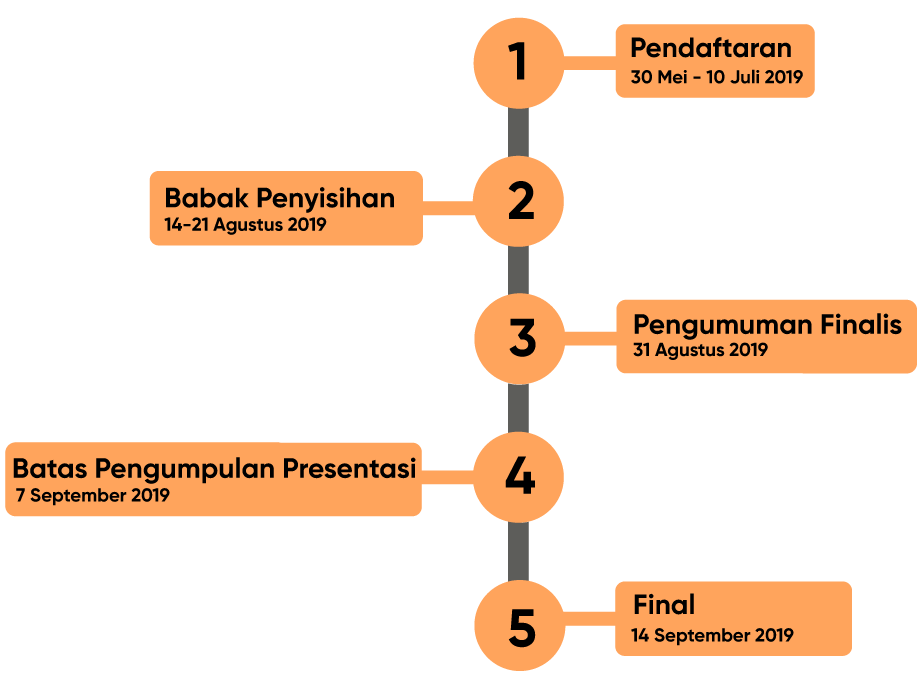 1
Pendaftaran
30 Mei - 10 Juli 2019
2
Babak Penyisihan
14-21 Agustus 2019
3
Pengumuman Finalis
31 Agustus 2019
4
Batas Pengumpulan Presentasi
7 September 2019
5
Final
14 September 2019